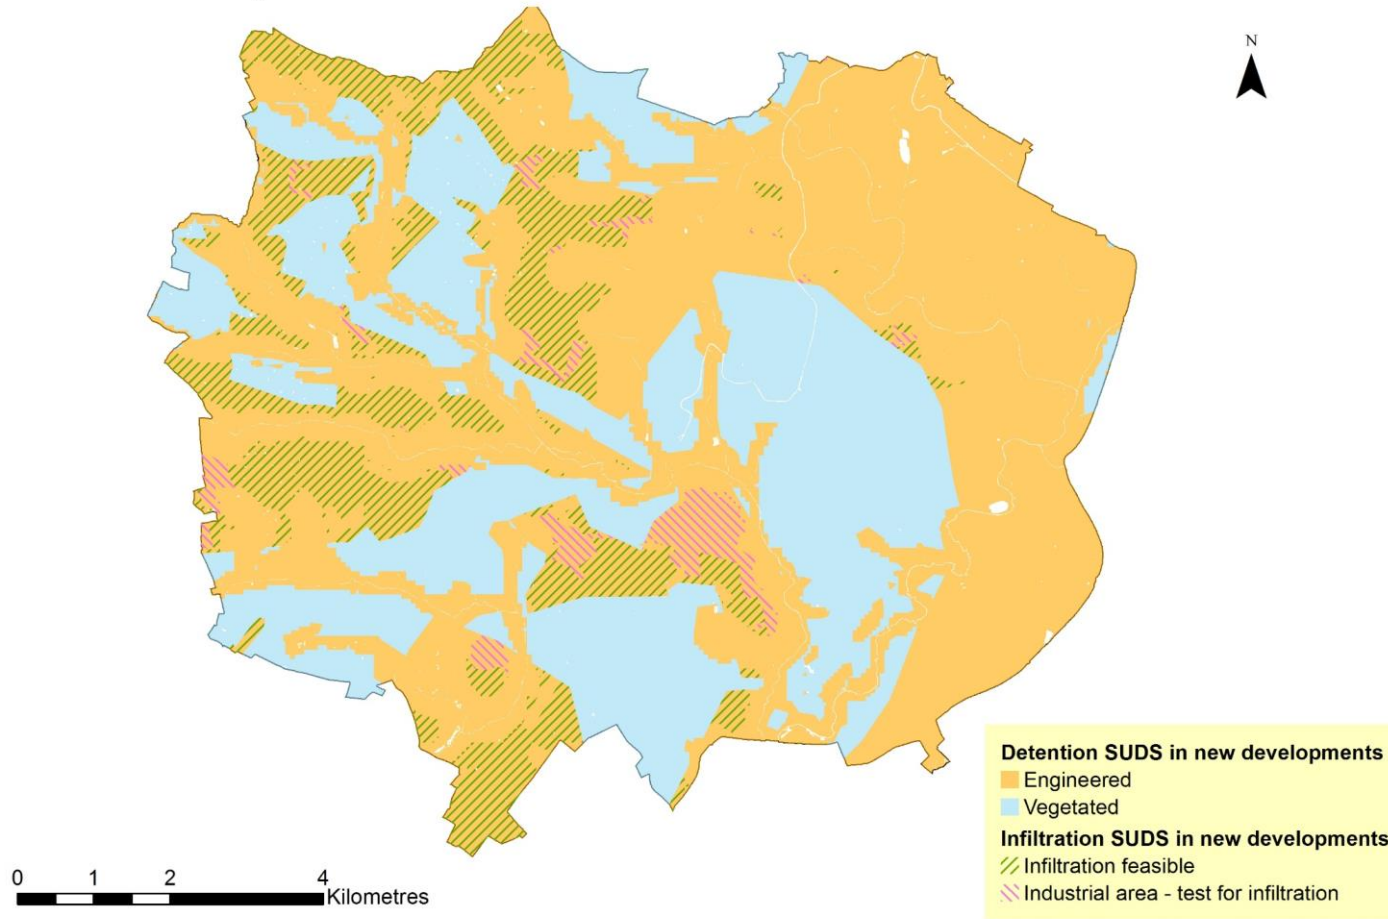 N
Detention SUDS in new developments
Engineered
Vegetated
Infiltration SUDS in new developments
Infiltration feasible
Industrial area - test for infiltration
0 1 2 4
Kilometres